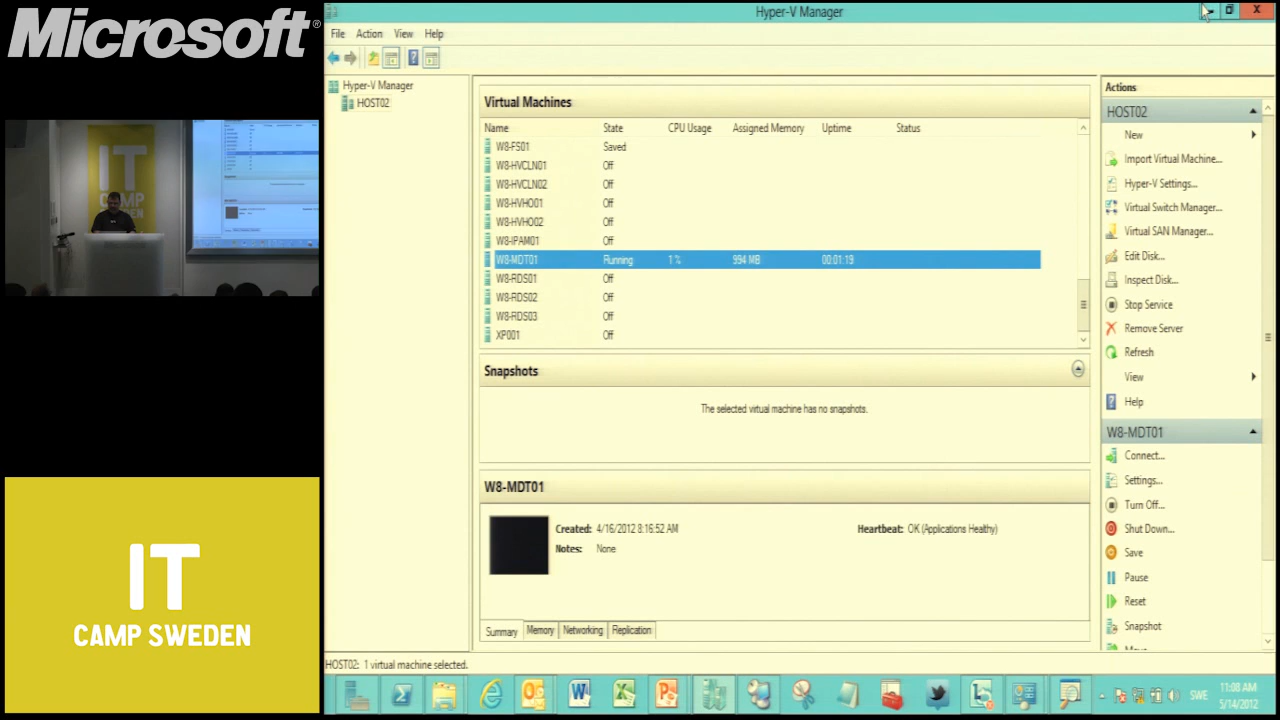 Microsoft®
IT
CAMP
SWEDEN
IT
CAMP SWEDEN
Hyper-V Manager
File Action View Help
Hyper-V Manager
HOST02
Virtual Machines
Name State CPU Usage Assigned Memory Uptime Status
W8-FS01 Saved
W8-HVCLN01 Off
W8-HVCLN02 Off
W8-HVHO01 Off
W8-HVHO02 Off
W8-IPAM01 Off
W8-MDT01 Running 1 % 994 MB 00:01:19
W8-RDS01 Off
W8-RDS02 Off
W8-RDS03 Off
XP001 Off
Snapshots
The selected virtual machine has no snapshots.
W8-MDT01
Created: 4/16/2012 8:16:52 AM Heartbeat: OK (Applications Healthy)
Notes: None
Summary Memory Networking Replication
Actions
HOST02
New
Import Virtual Machine...
Hyper-V Settings...
Virtual Switch Manager...
Virtual SAN Manager...
Edit Disk...
Inspect Disk...
Stop Service
Remove Server
Refresh
View
Help
W8-MDT01
Connect...
Settings...
Turn Off...
Shut Down...
Save
Pause
Reset
Snapshot
HOST02: 1 virtual machine selected.
SWE
11:08 AM
5/14/2012